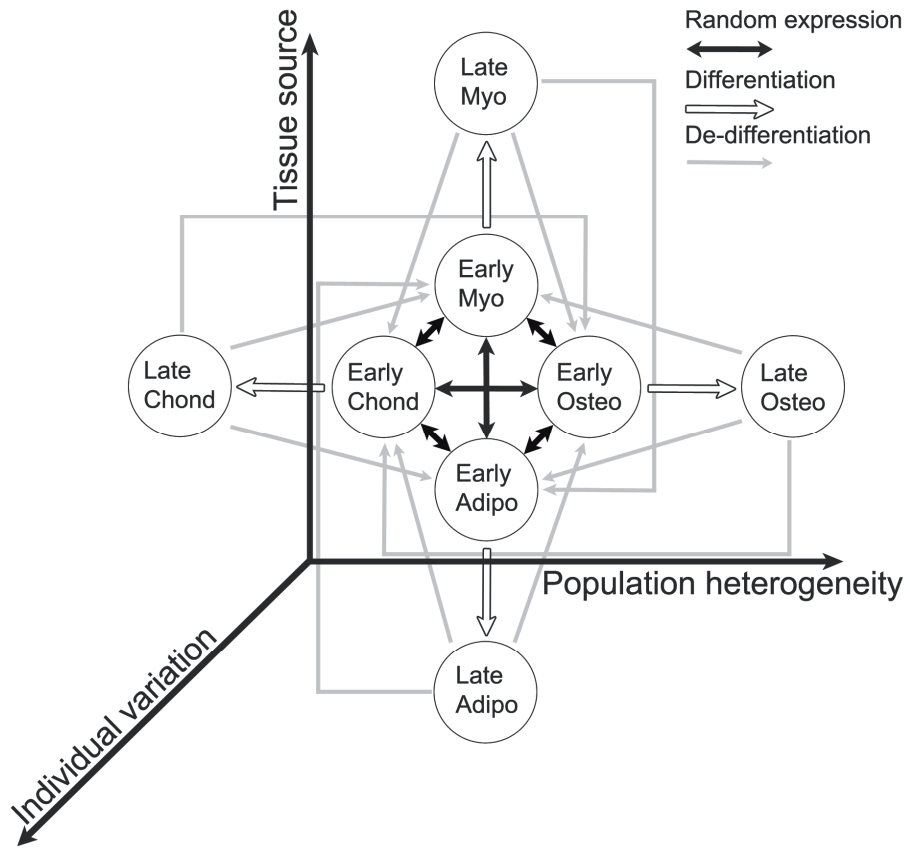 Random expression
Differentiation
De-differentiation
Tissue source
Late
Myo
Early
Myo
Late
Chond
Early
Chond
Early
Osteo
Late
Osteo
Early
Adipo
Population heterogeneity
Individual variation
Late
Adipo